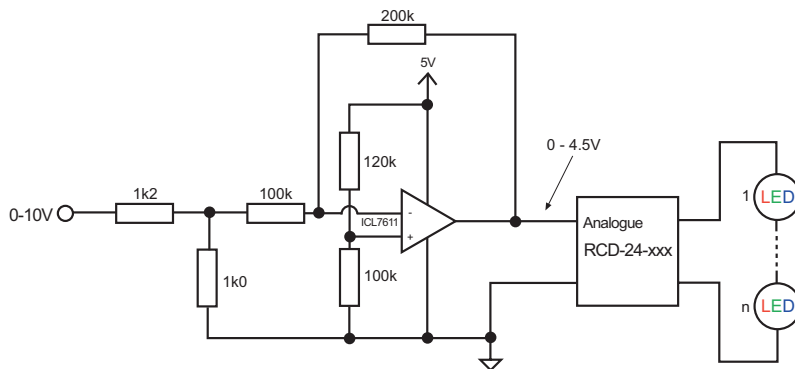 200k
5V
0 - 4.5V
120k
1k2
100k
0-10V
ICL7611
-
+
1k0
100k
Analogue
RCD-24-xxx
1 LED
n LED